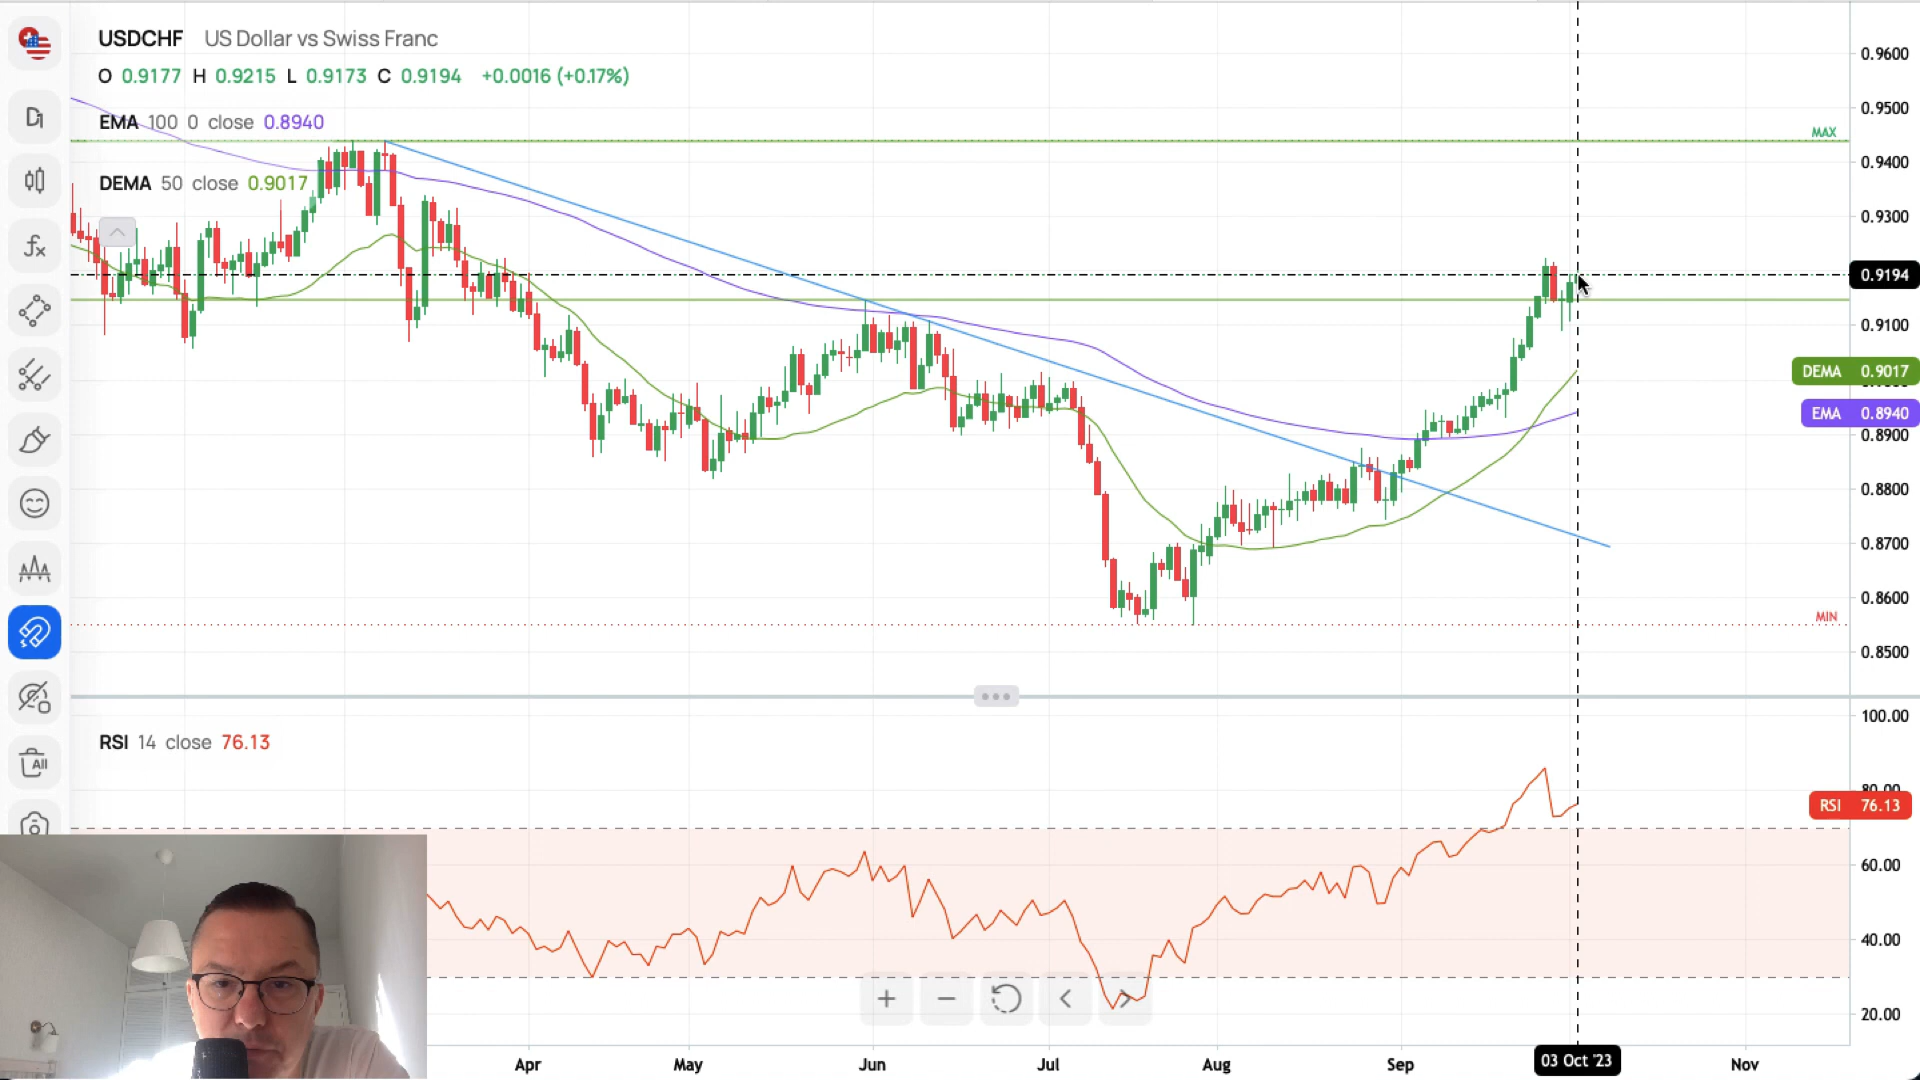 USDCHF US Dollar vs Swiss Franc
O 0.9177 H 0.9215 L 0.9173 C 0.9194 +0.0016 (+0.17%)
EMA 100 0 close 0.8940
DEMA 50 close 0.9017
D1
fx
All
0.9600
0.9500
MAX
0.9400
0.9300
0.9194
0.9100
DEMA 0.9017
EMA 0.8940
0.8900
0.8800
0.8700
0.8600
MIN
0.8500
RSI 14 close 76.13
100.00
80.00
RSI 76.13
60.00
40.00
20.00
Apr May Jun Jul Aug Sep 03 Oct '23 Nov